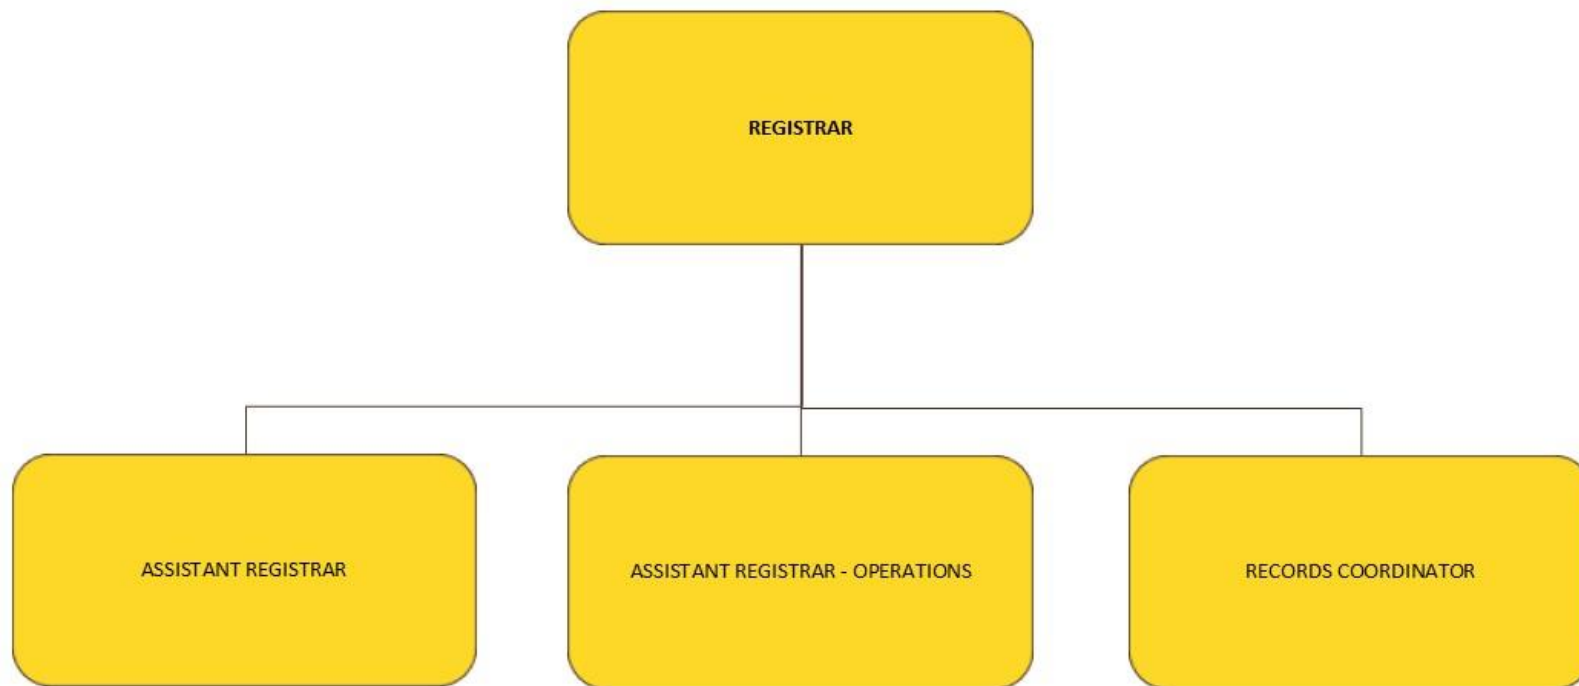 REGISTRAR
ASSISTANT REGISTRAR
ASSISTANT REGISTRAR - OPERATIONS
RECORDS COORDINATOR